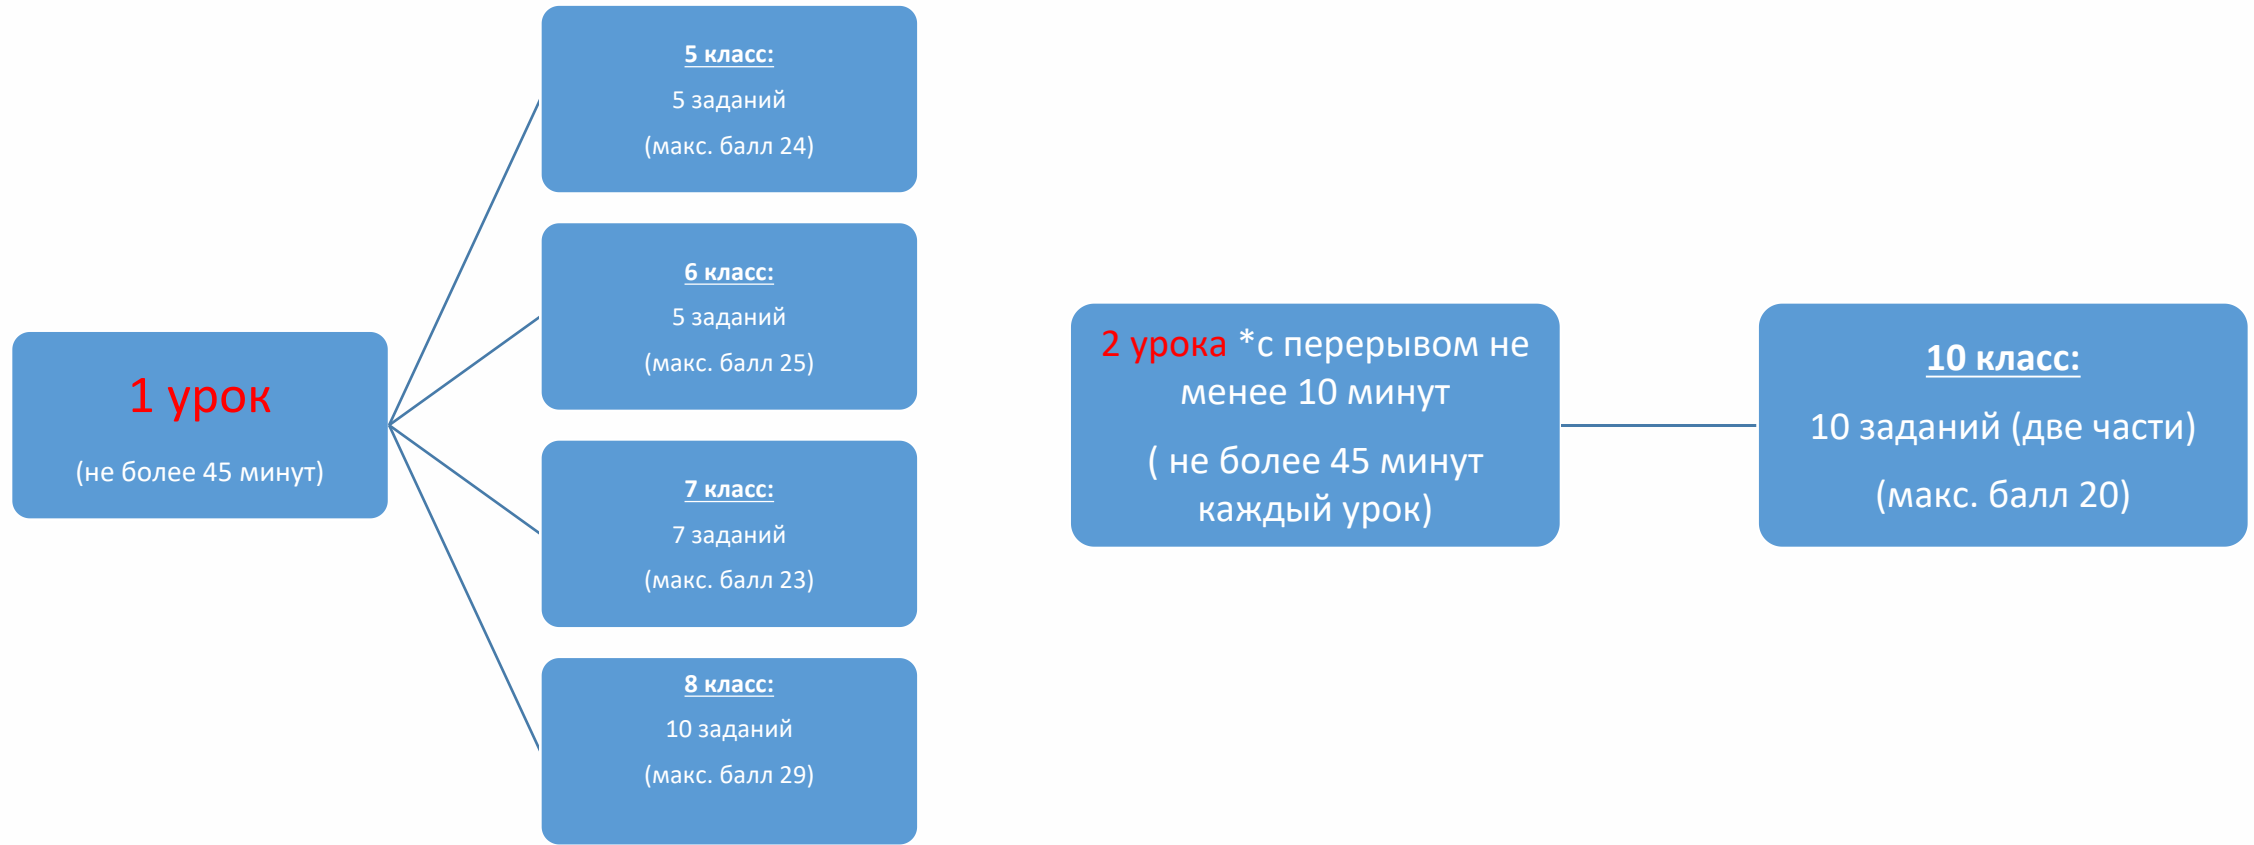 1 урок
(не более 45 минут)
5 класс:
5 заданий
(макс. балл 24)
6 класс:
5 заданий
(макс. балл 25)
7 класс:
7 заданий
(макс. балл 23)
8 класс:
10 заданий
(макс. балл 29)
2 урока *с перерывом не
менее 10 минут
( не более 45 минут
каждый урок)
10 класс:
10 заданий (две части)
(макс. балл 20)